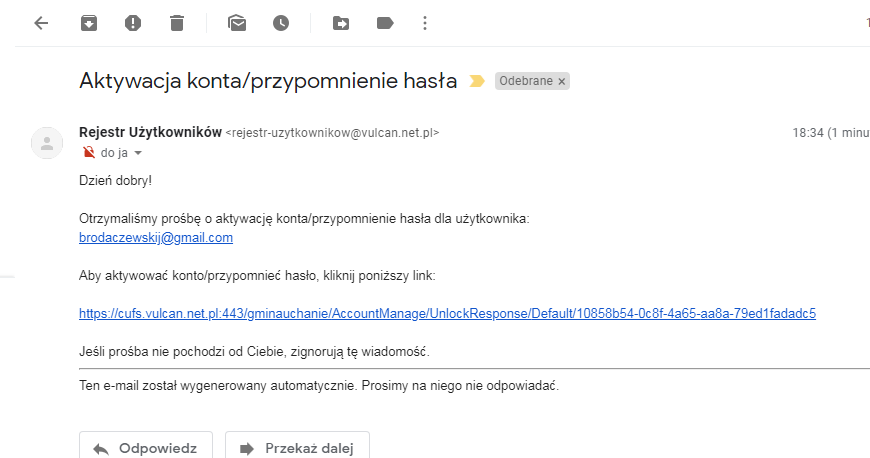 Aktywacja konta/przypomnienie hasła
Odebrane ×
Rejestr Użytkowników <rejestr-uzytkownikow@vulcan.net.pl>
18:34 (1 minu
do ja
Dzień dobry!
Otrzymaliśmy prośbę o aktywację konta/przypomnienie hasła dla użytkownika:
brodaczewskij@gmail.com
Aby aktywować konto/przypomnieć hasło, kliknij poniższy link:
https://cufs.vulcan.net.pl:443/gminauchanie/AccountManage/UnlockResponse/Default/10858b54-0c8f-4a65-aa8a-79ed1fadadc5
Jeśli prośba nie pochodzi od Ciebie, zignorują tę wiadomość.
Ten e-mail został wygenerowany automatycznie. Prosimy na niego nie odpowiadać.
Odpowiedz
Przekaż dalej